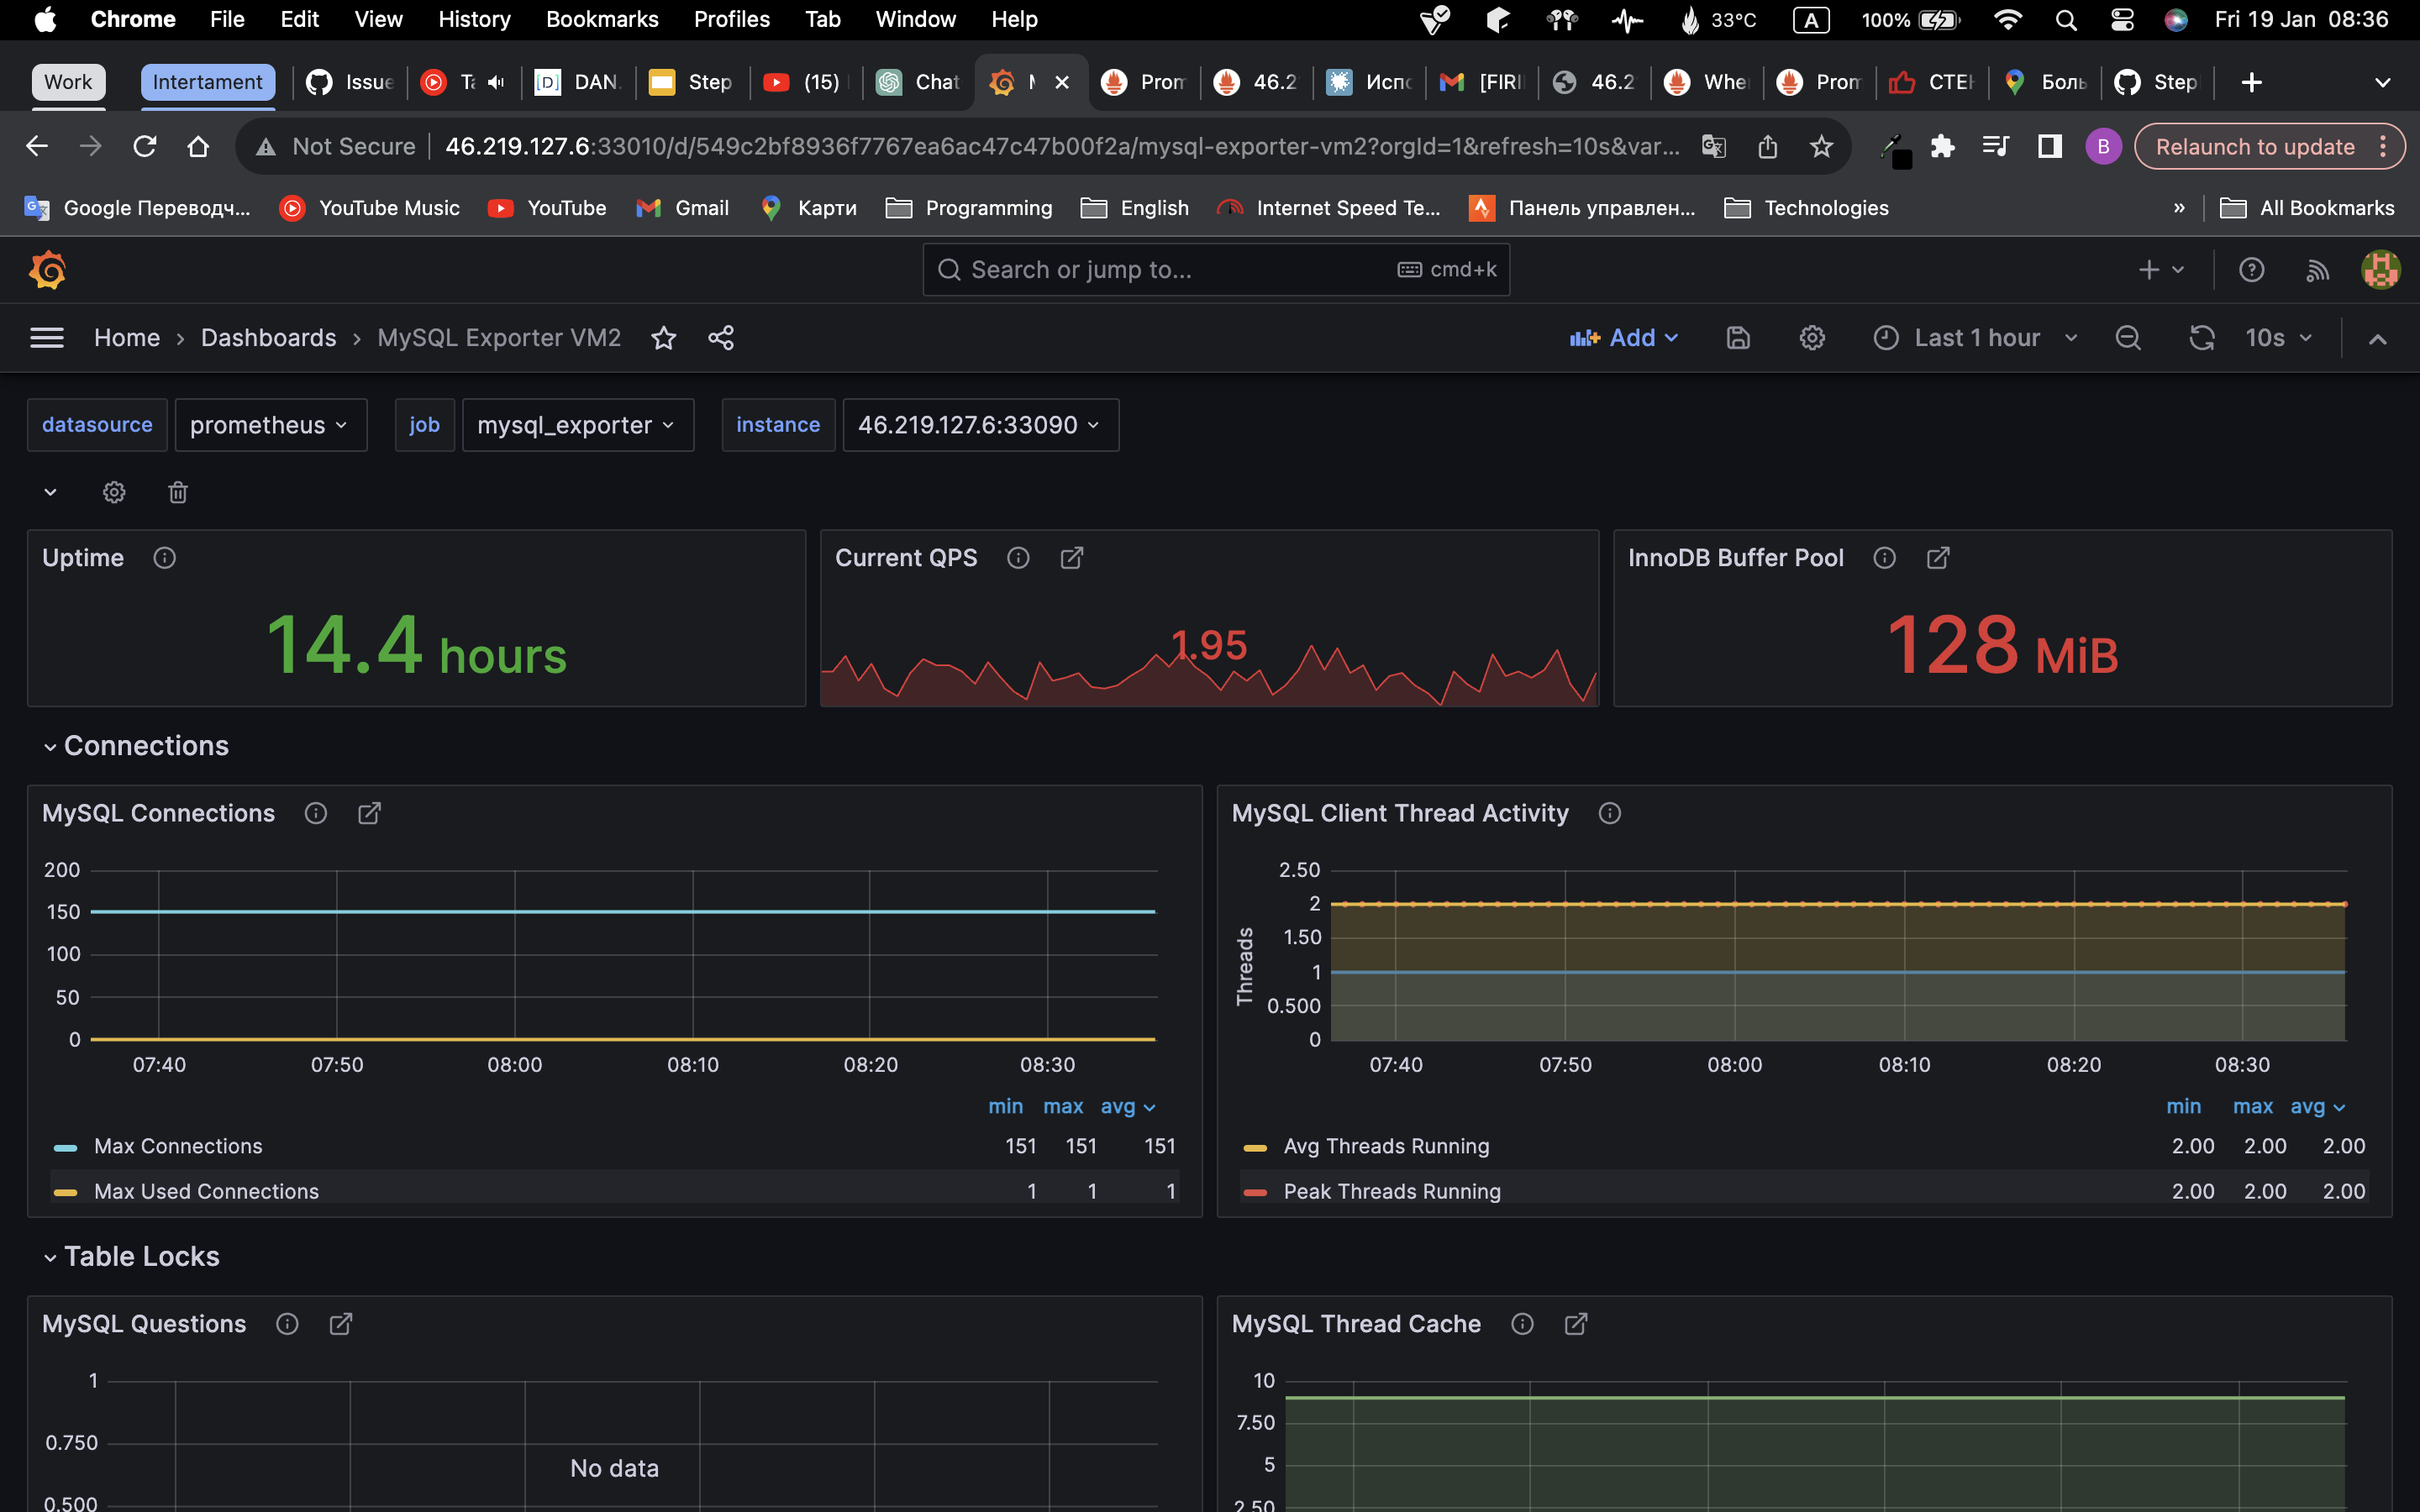 Chrome File Edit View History Bookmarks Profiles Tab Window Help 33°C A 100% Fri 19 Jan 08:36
Work Intertament Issue DAN. Step (15) Chat Prom 46.2 Испо [FIRI 46.2 Whe Prom СТЕН Боль Step
Not Secure 46.219.127.6:33010/d/549c2bf8936f7767ea6ac47c47b00f2a/mysql-exporter-vm2?orgId=1&refresh=10s&var... B Relaunch to update
Google Переводч... YouTube Music YouTube Gmail Карти Programming English Internet Speed Te... Панель управлен... Technologies » All Bookmarks
Search or jump to... cmd+k
Home › Dashboards › MySQL Exporter VM2 Add Last 1 hour 10s
datasource prometheus job mysql_exporter instance 46.219.127.6:33090
Uptime
14.4 hours
Current QPS
1.95
InnoDB Buffer Pool
128 MiB
Connections
MySQL Connections
200
150
100
50
0
07:40 07:50 08:00 08:10 08:20 08:30
min max avg
Max Connections 151 151 151
Max Used Connections 1 1 1
MySQL Client Thread Activity
Threads
2.50
2
1.50
1
0.500
0
07:40 07:50 08:00 08:10 08:20 08:30
min max avg
Avg Threads Running 2.00 2.00 2.00
Peak Threads Running 2.00 2.00 2.00
Table Locks
MySQL Questions
1
0.750
0.500
No data
MySQL Thread Cache
10
7.50
5
2.50